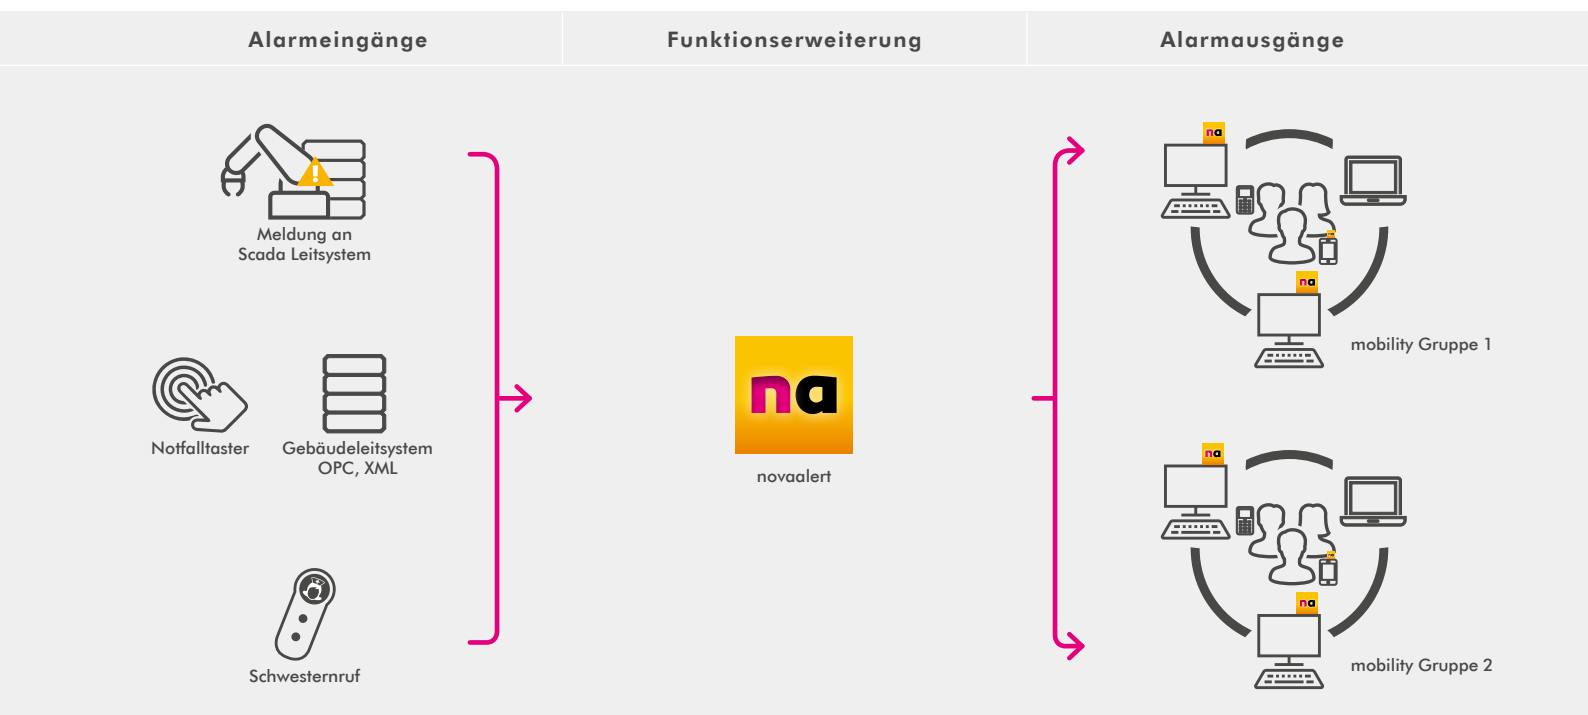 Alarmeingänge
Funktionserweiterung
Alarmausgänge
Meldung an
Scada Leitsystem
Notfalltaster
Gebäudeleitsystem
OPC, XML
Schwesternruf
na
novaalert
na
na
mobility Gruppe 1
na
na
mobility Gruppe 2